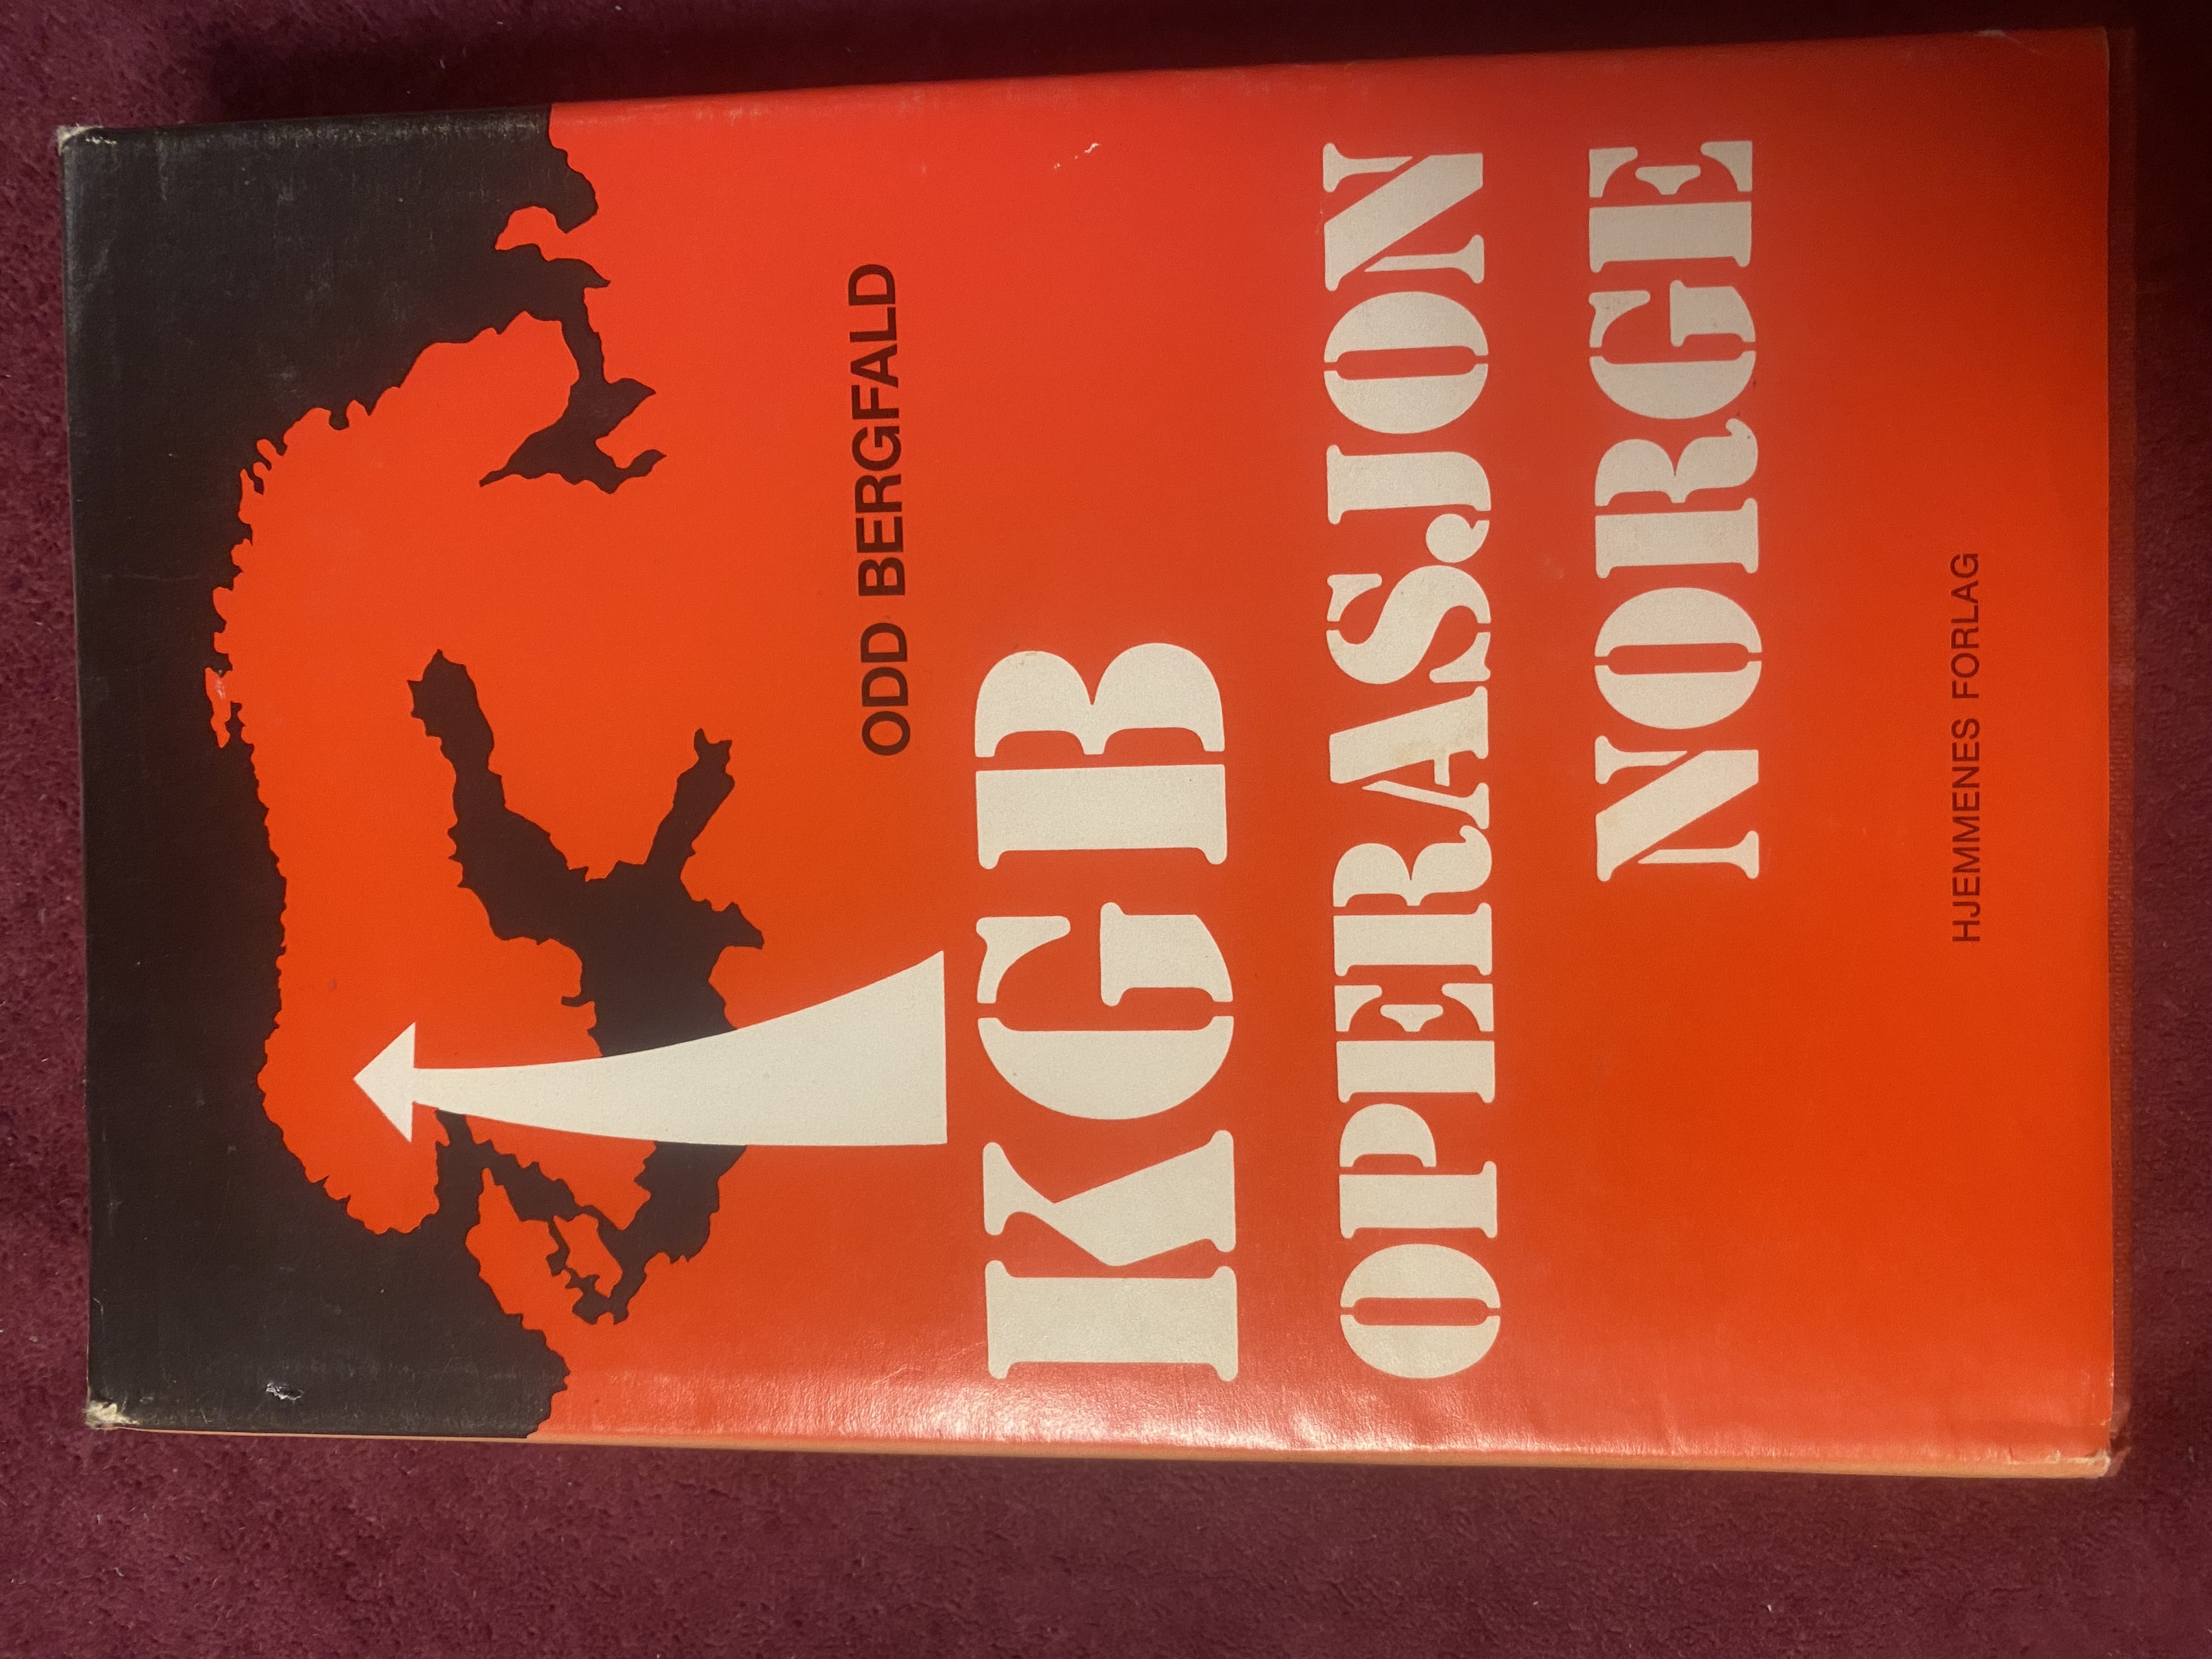 ODD BERGFALD
KGB
OPERASJON
NORGE
HJEMMENES FORLAG